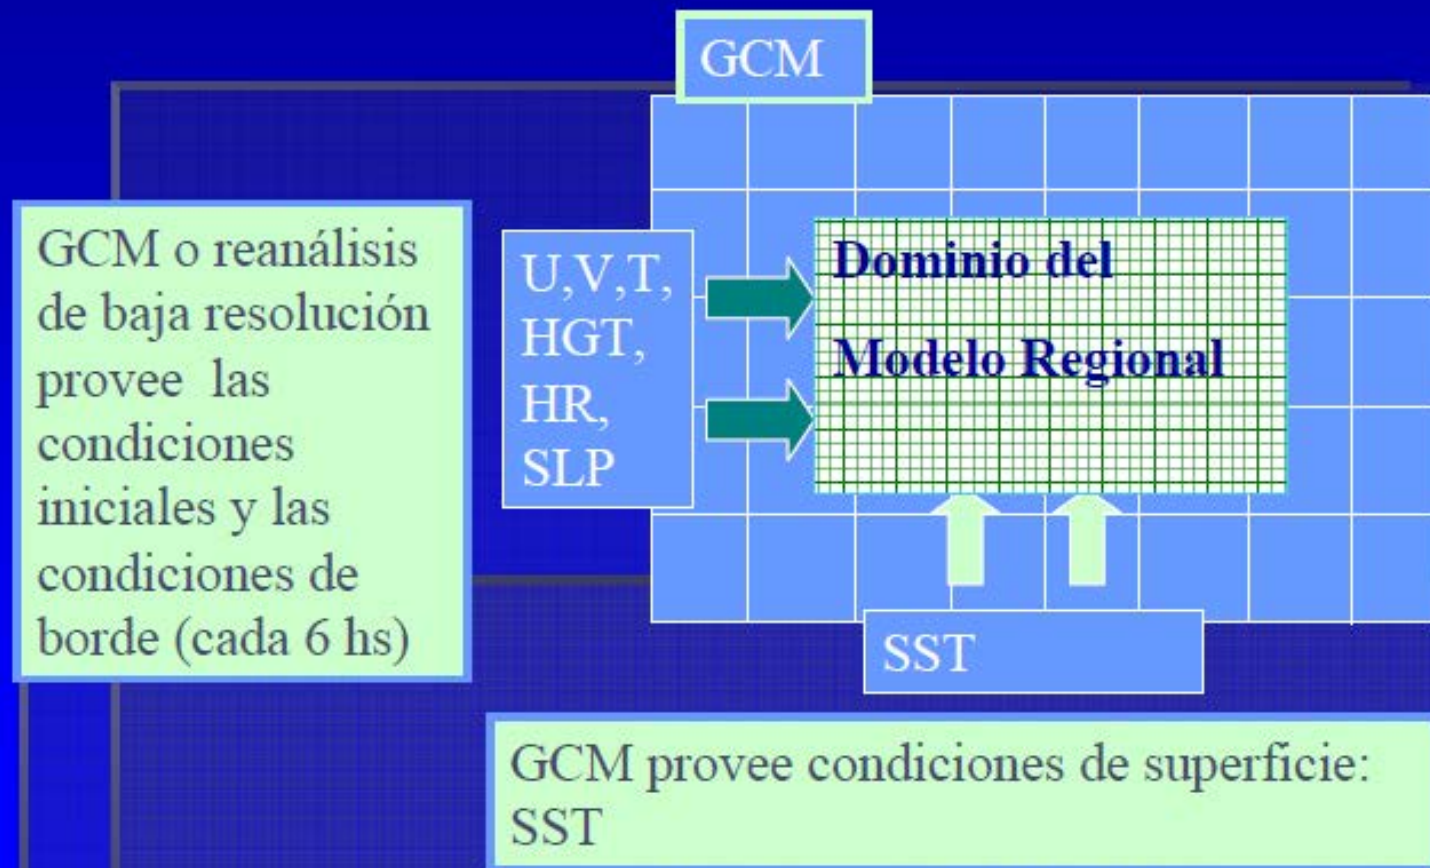 GCM
GCM o reanálisis
de baja resolución
provee las
condiciones
iniciales y las
condiciones de
borde (cada 6 hs)
U,V,T,
HGT,
HR,
SLP
Dominio del
Modelo Regional
SST
GCM provee condiciones de superficie:
SST